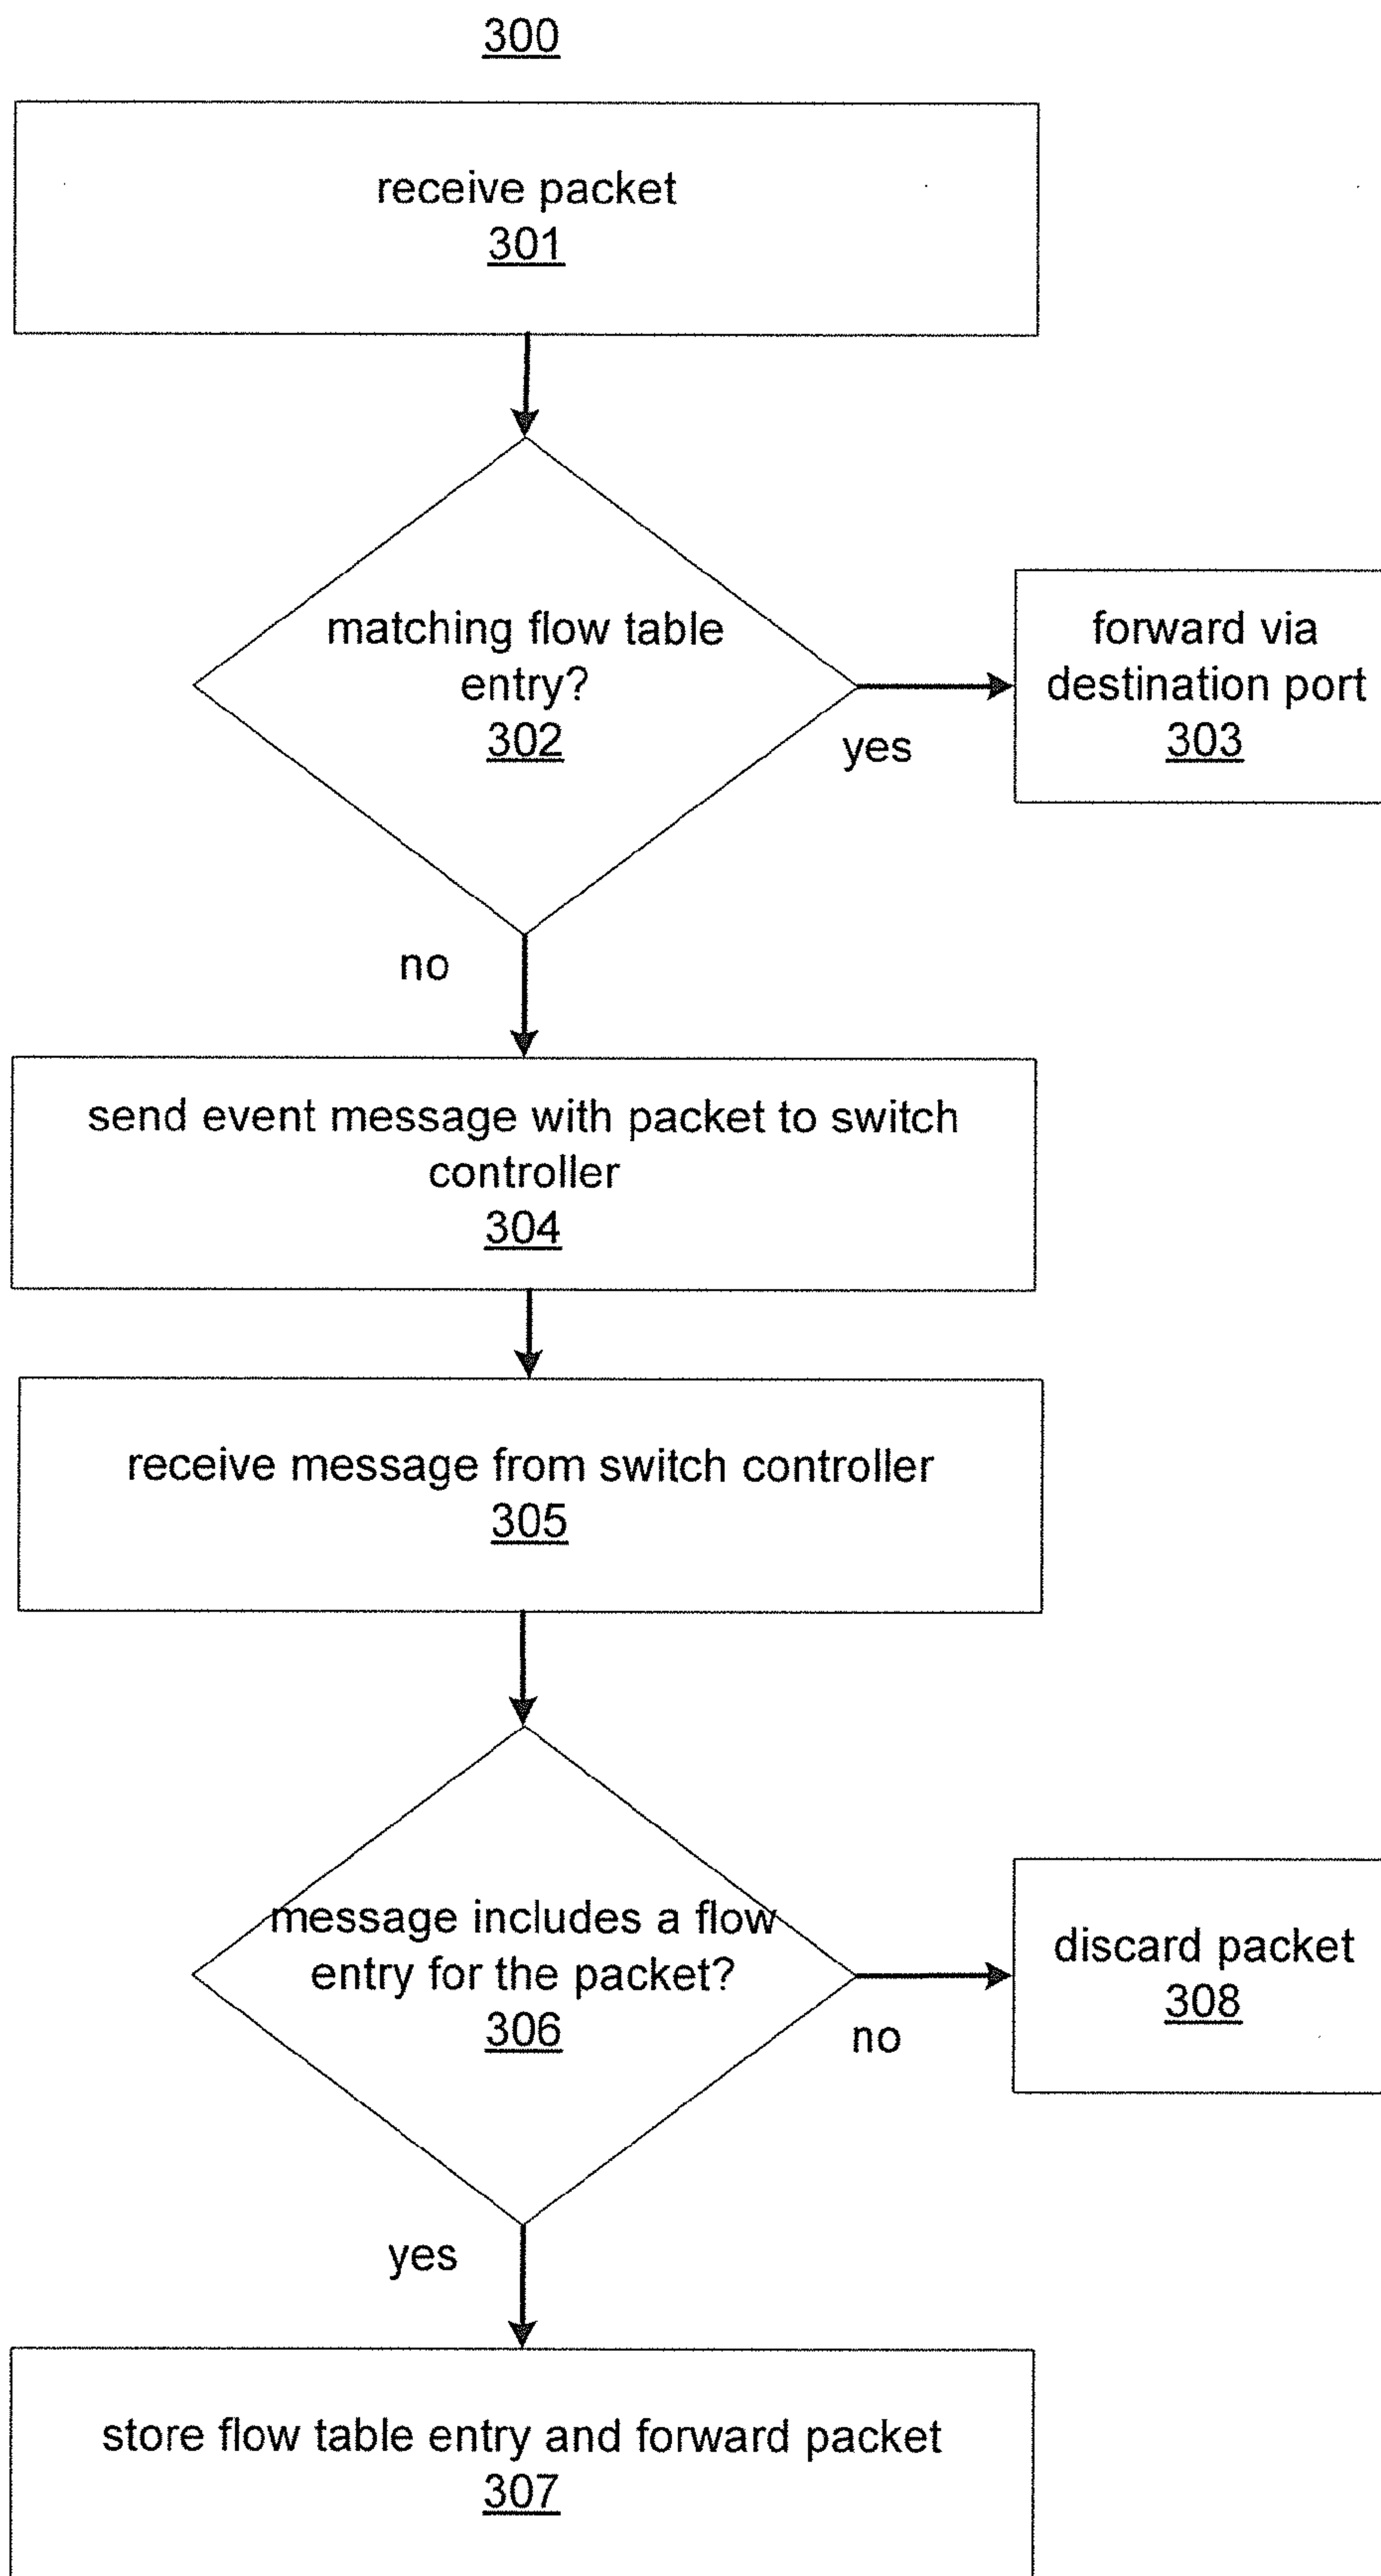 300
receive packet
301
matching flow table
entry?
302
yes
forward via
destination port
303
no
send event message with packet to switch
controller
304
receive message from switch controller
305
message includes a flow
entry for the packet?
306
no
discard packet
308
yes
store flow table entry and forward packet
307